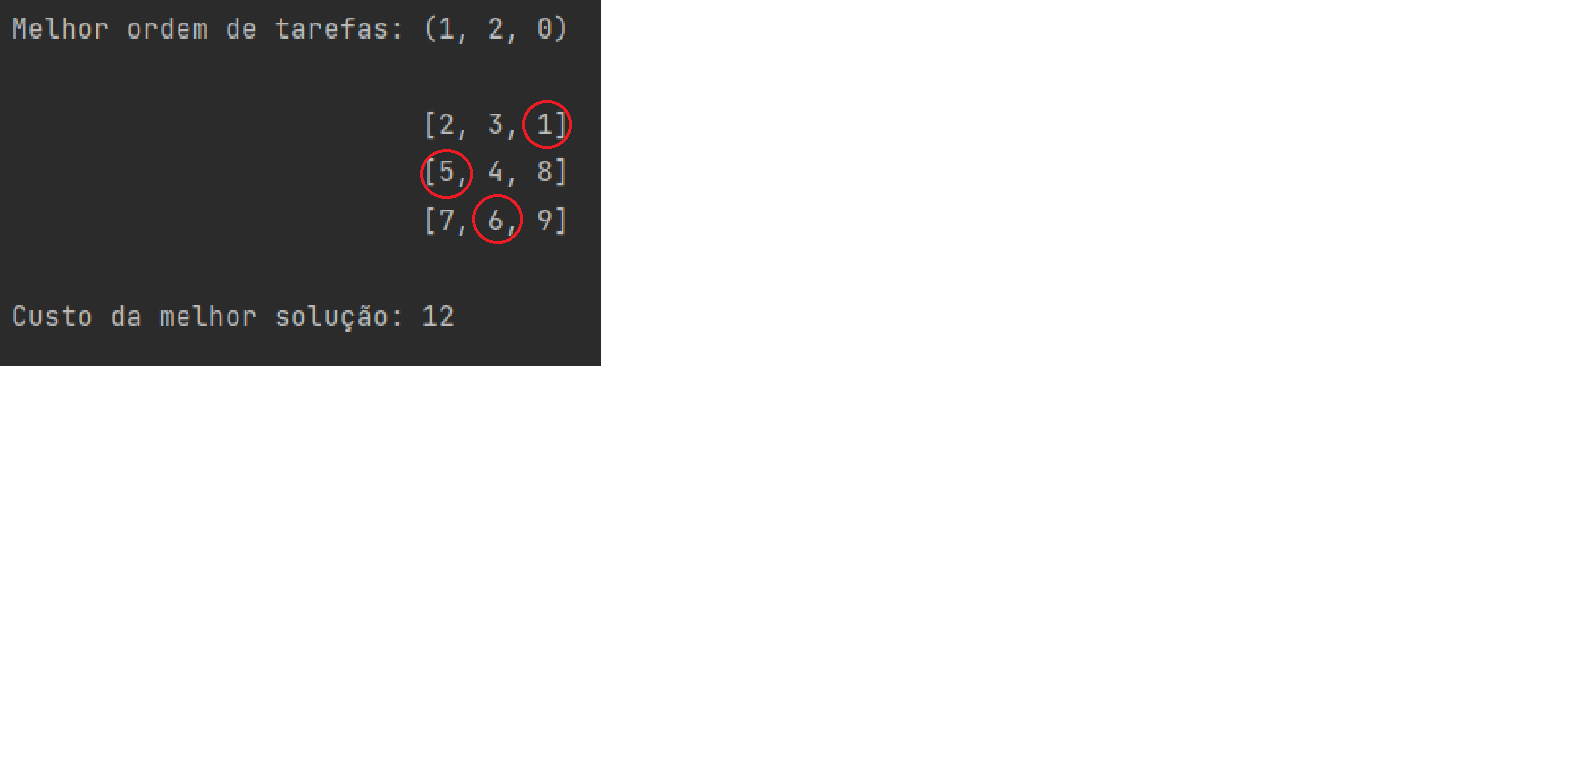 Melhor ordem de tarefas: (1, 2, 0)
[2, 3, 1]
[5, 4, 8]
[7, 6, 9]
Custo da melhor solução: 12